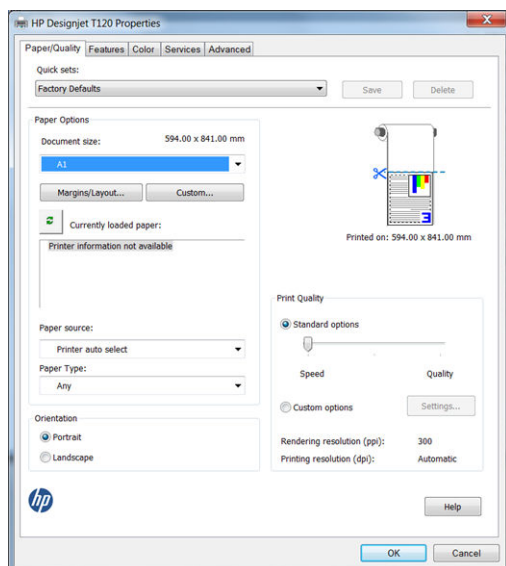 HP Designjet T120 Properties
Paper/Quality Features Color Services Advanced
Quick sets:
Factory Defaults
Save Delete
Paper Options
Document size: 594.00 x 841.00 mm
A1
Margins/Layout... Custom...
Currently loaded paper:
Printer information not available
Paper source:
Printer auto select
Paper Type:
Any
Orientation
Portrait
Landscape
3
Printed on: 594.00 x 841.00 mm
Print Quality
Standard options
Speed Quality
Custom options Settings...
Rendering resolution (ppi): 300
Printing resolution (dpi): Automatic
hp
Help
OK Cancel